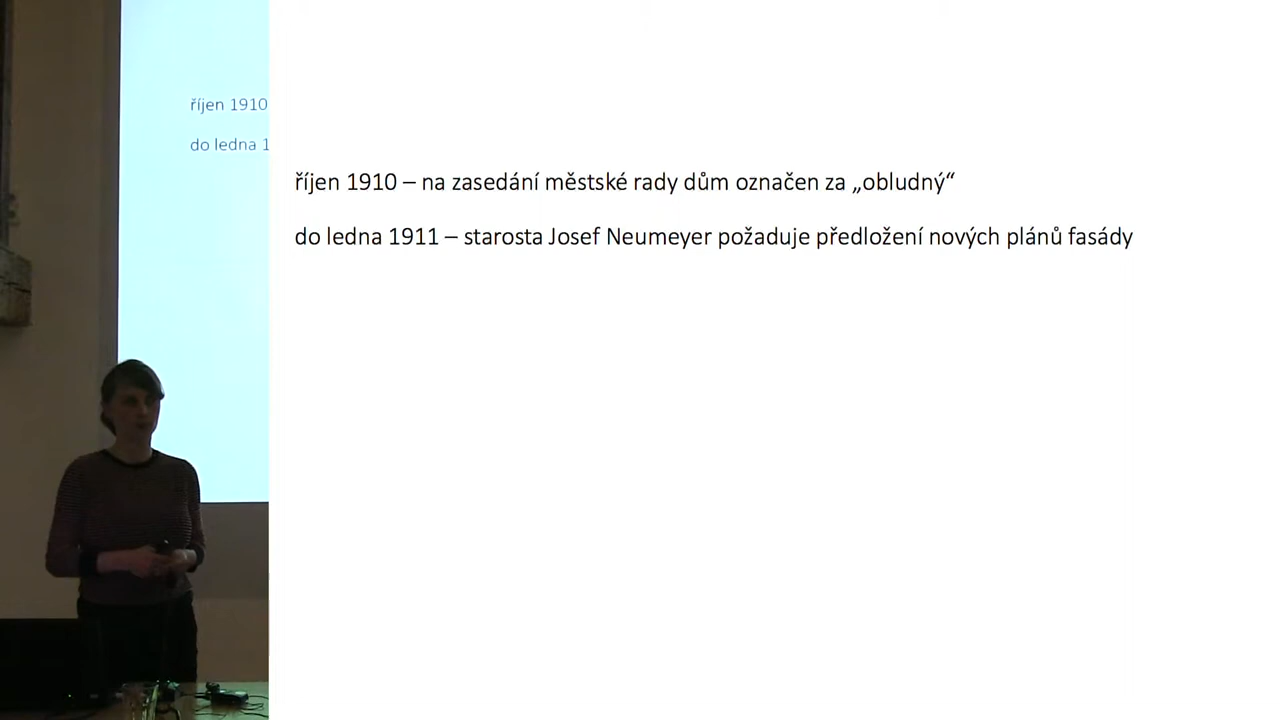 říjen 1910
do ledna 1
říjen 1910 – na zasedání městské rady dům označen za „obludný“
do ledna 1911 – starosta Josef Neumeyer požaduje předložení nových plánů fasády